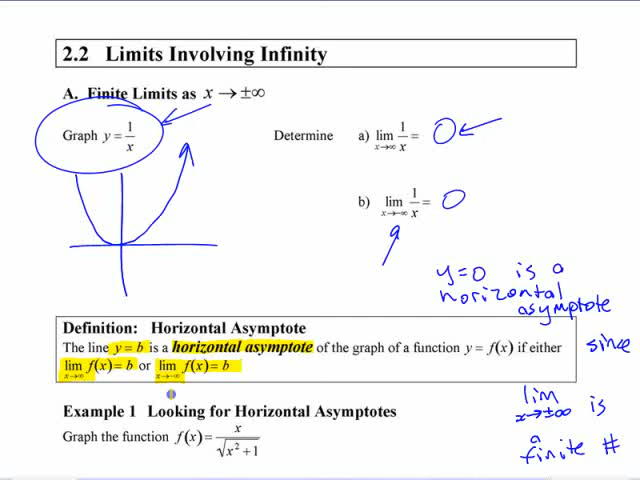 2.2 Limits Involving Infinity
A. Finite Limits as x → ±∞
Graph y = 1/x
Determine a) lim x→∞ 1/x = 0
b) lim x→-∞ 1/x = 0
y=0 is a
horizontal
asymptote
since
lim x→±∞ is
a
finite #
Definition: Horizontal Asymptote
The line y = b is a horizontal asymptote of the graph of a function y = f(x) if either
lim x→∞ f(x) = b or lim x→-∞ f(x) = b
Example 1 Looking for Horizontal Asymptotes
Graph the function f(x) = x/√(x² + 1)